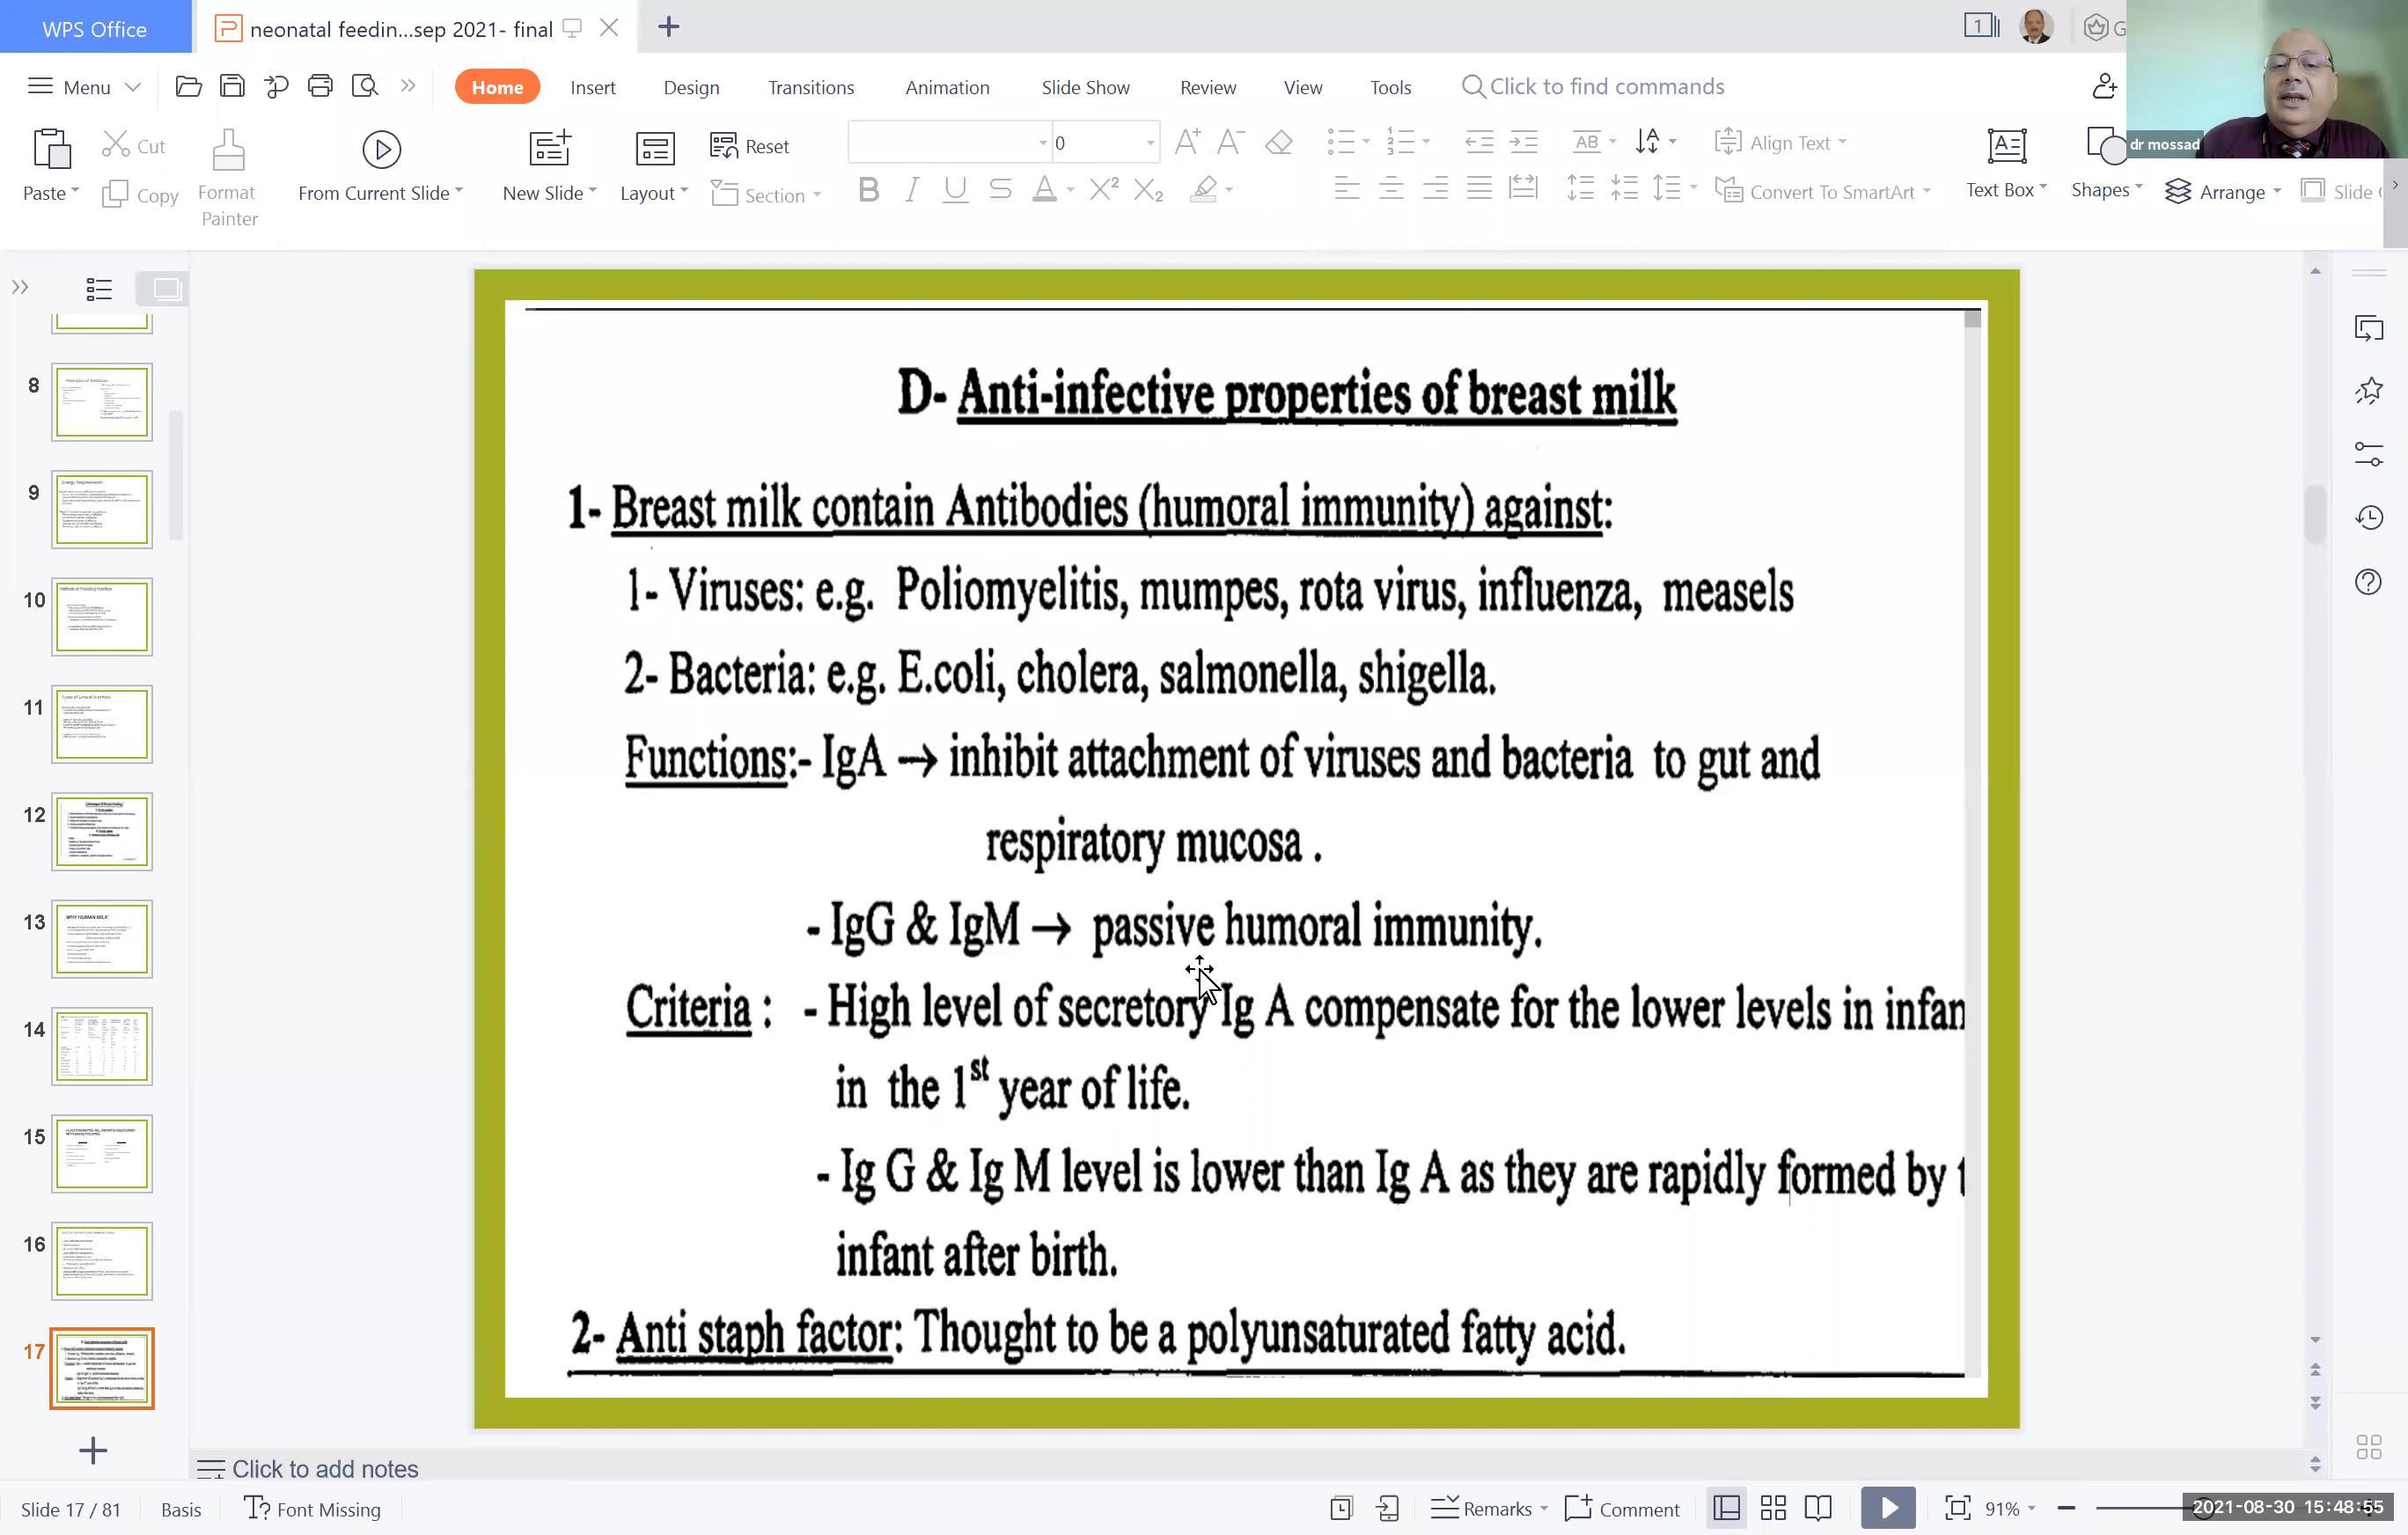 WPS Office
neonatal feedin...sep 2021- final
1
G
Menu
Home
Insert
Design
Transitions
Animation
Slide Show
Review
View
Tools
Click to find commands
dr mossad
Paste
Cut
Copy
Format
Painter
From Current Slide
New Slide
Layout
Reset
Section
0
Align Text
Convert To SmartArt
Text Box
Shapes
Arrange
Slide
8
9
10
11
12
13
WHY HUMAN MILK
14
15
16
17
D- Anti-infective properties of breast milk
1- Breast milk contain Antibodies (humoral immunity) against:
1- Viruses: e.g. Poliomyelitis, mumpes, rota virus, influenza, measels
2- Bacteria: e.g. E.coli, cholera, salmonella, shigella.
Functions:- IgA → inhibit attachment of viruses and bacteria to gut and
respiratory mucosa .
- IgG & IgM → passive humoral immunity.
Criteria : - High level of secretory Ig A compensate for the lower levels in infan
in the 1st year of life.
- Ig G & Ig M level is lower than Ig A as they are rapidly formed by t
infant after birth.
2- Anti staph factor: Thought to be a polyunsaturated fatty acid.
Click to add notes
Slide 17 / 81
Basis
Font Missing
Remarks
Comment
91%
2021-08-30 15:48:55